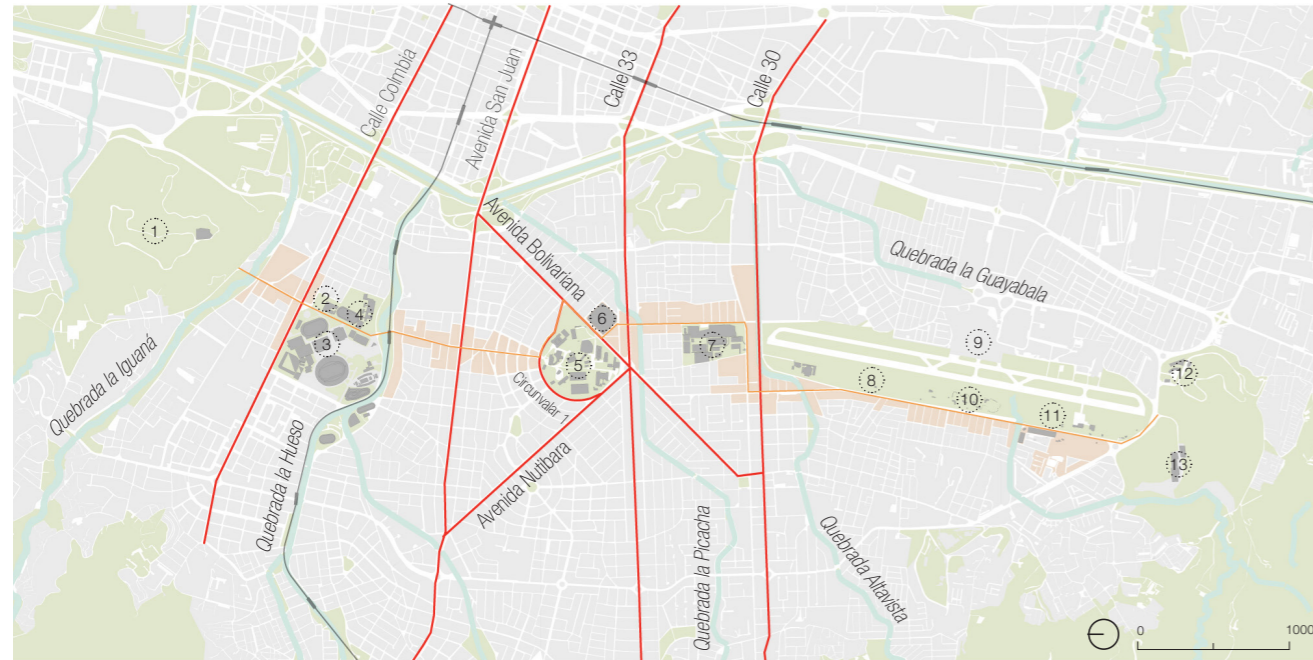 Calle Colmbia
Avenida San Juan
Calle 33
Calle 30
1
Avenida Bolivariana
Quebrada la Guayabala
2
4
3
6
5
7
9
8
10
11
12
13
Quebrada la Iguaná
Circunvalar 1
Quebrada la Hueso
Avenida Nutibara
Quebrada la Picacha
Quebrada Altavista
0
1000